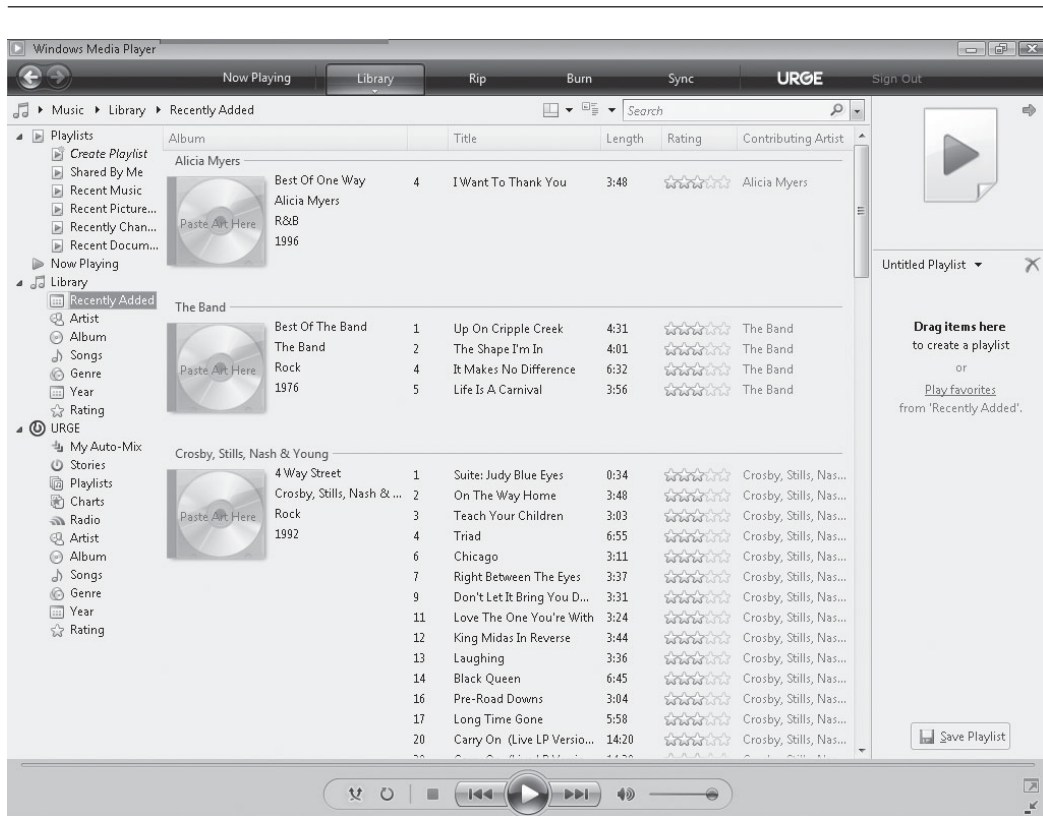 Windows Media Player
Now Playing Library Rip Burn Sync URGE Sign Out
Music Library Recently Added Search
Playlists
Create Playlist
Shared By Me
Recent Music
Recent Picture...
Recently Chan...
Recent Docum...
Now Playing
Library
Recently Added
Artist
Album
Songs
Genre
Year
Rating
URGE
My Auto-Mix
Stories
Playlists
Charts
Radio
Artist
Album
Songs
Genre
Year
Rating
Album Title Length Rating Contributing Artist
Alicia Myers
Paste Art Here
Best Of One Way
Alicia Myers
R&B
1996
4 I Want To Thank You 3:48 Alicia Myers
The Band
Paste Art Here
Best Of The Band
The Band
Rock
1976
1 Up On Cripple Creek 4:31 The Band
2 The Shape I'm In 4:01 The Band
4 It Makes No Difference 6:32 The Band
5 Life Is A Carnival 3:56 The Band
Crosby, Stills, Nash & Young
Paste Art Here
4 Way Street
Crosby, Stills, Nash & ...
Rock
1992
1 Suite: Judy Blue Eyes 0:34 Crosby, Stills, Nas...
2 On The Way Home 3:48 Crosby, Stills, Nas...
3 Teach Your Children 3:03 Crosby, Stills, Nas...
4 Triad 6:55 Crosby, Stills, Nas...
6 Chicago 3:11 Crosby, Stills, Nas...
7 Right Between The Eyes 3:37 Crosby, Stills, Nas...
9 Don't Let It Bring You D... 3:31 Crosby, Stills, Nas...
11 Love The One You're With 3:24 Crosby, Stills, Nas...
12 King Midas In Reverse 3:44 Crosby, Stills, Nas...
13 Laughing 3:36 Crosby, Stills, Nas...
14 Black Queen 6:45 Crosby, Stills, Nas...
16 Pre-Road Downs 3:04 Crosby, Stills, Nas...
17 Long Time Gone 5:58 Crosby, Stills, Nas...
20 Carry On (Live LP Versio... 14:20 Crosby, Stills, Nas...
Untitled Playlist
Drag items here
to create a playlist
or
Play favorites
from 'Recently Added'.
Save Playlist